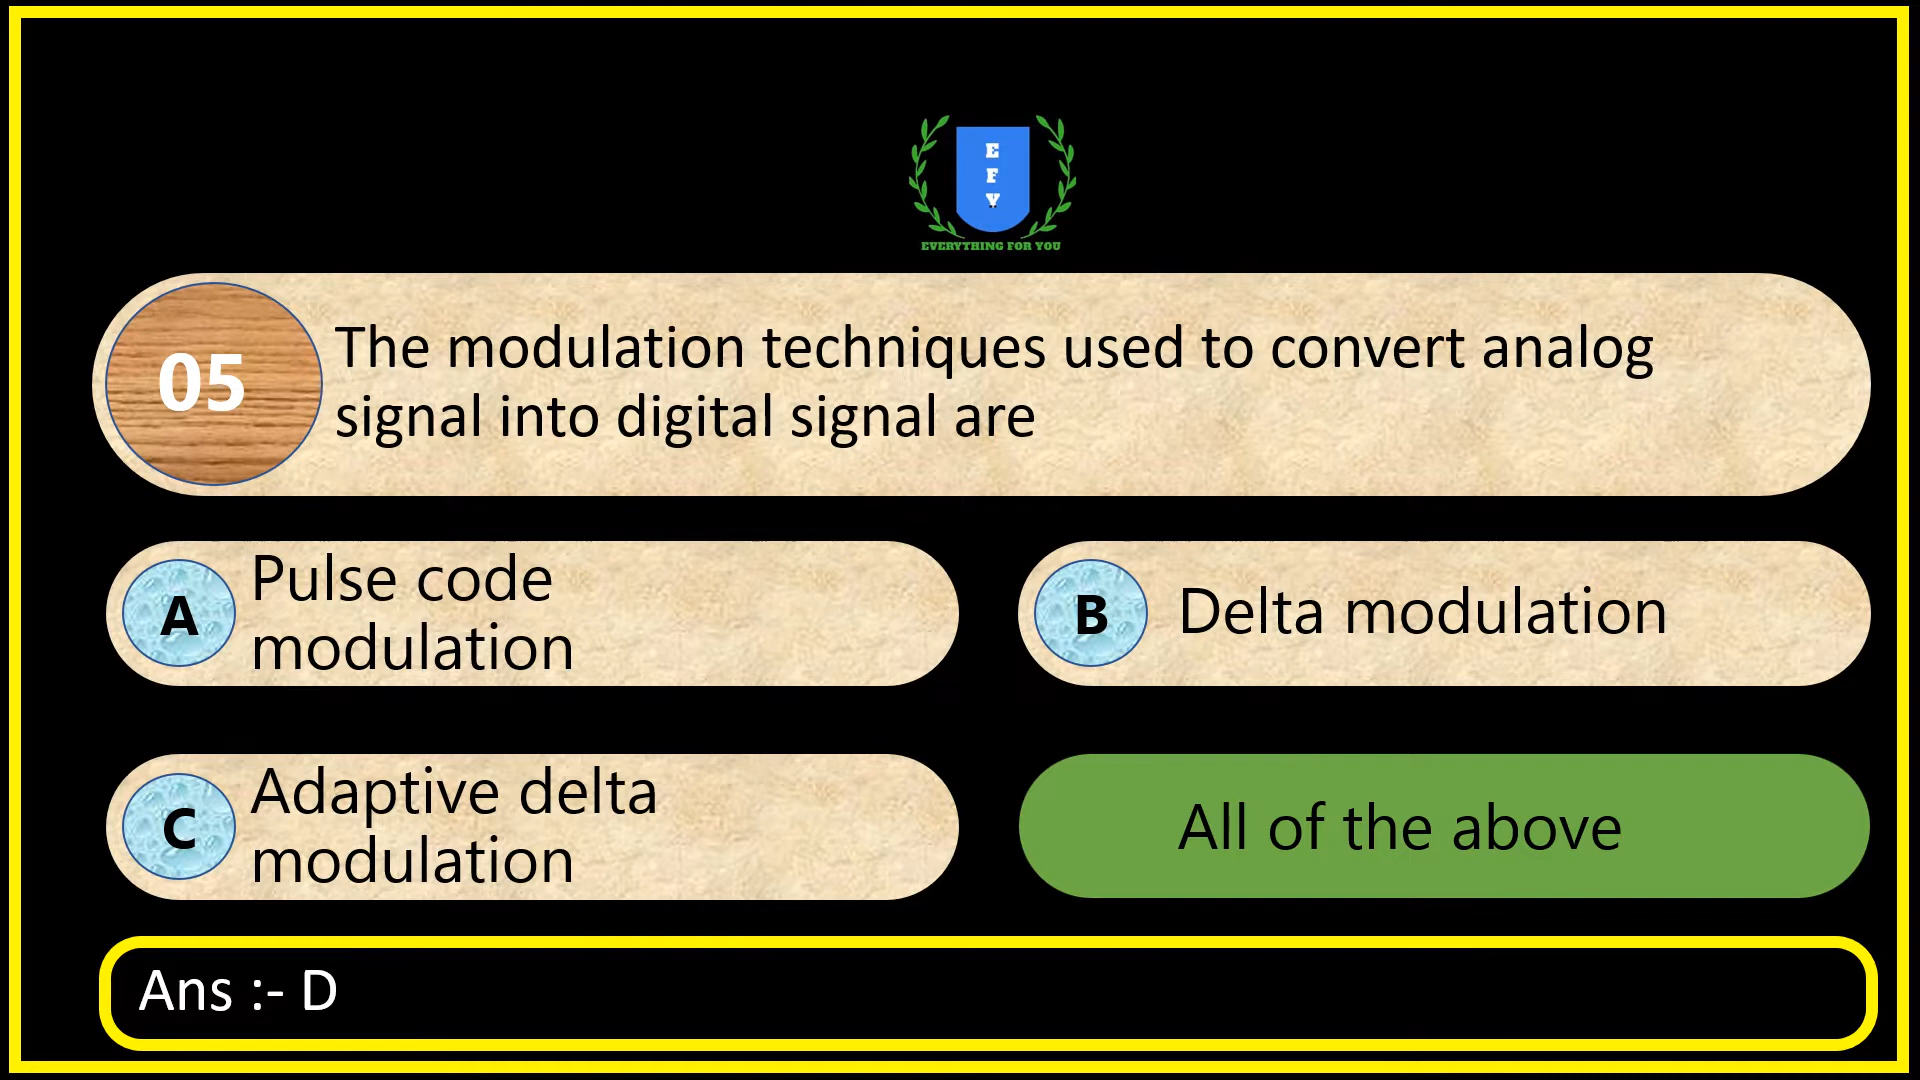 E
F
Y
EVERYTHING FOR YOU
05
The modulation techniques used to convert analog
signal into digital signal are
A
Pulse code
modulation
B
Delta modulation
C
Adaptive delta
modulation
All of the above
Ans :- D